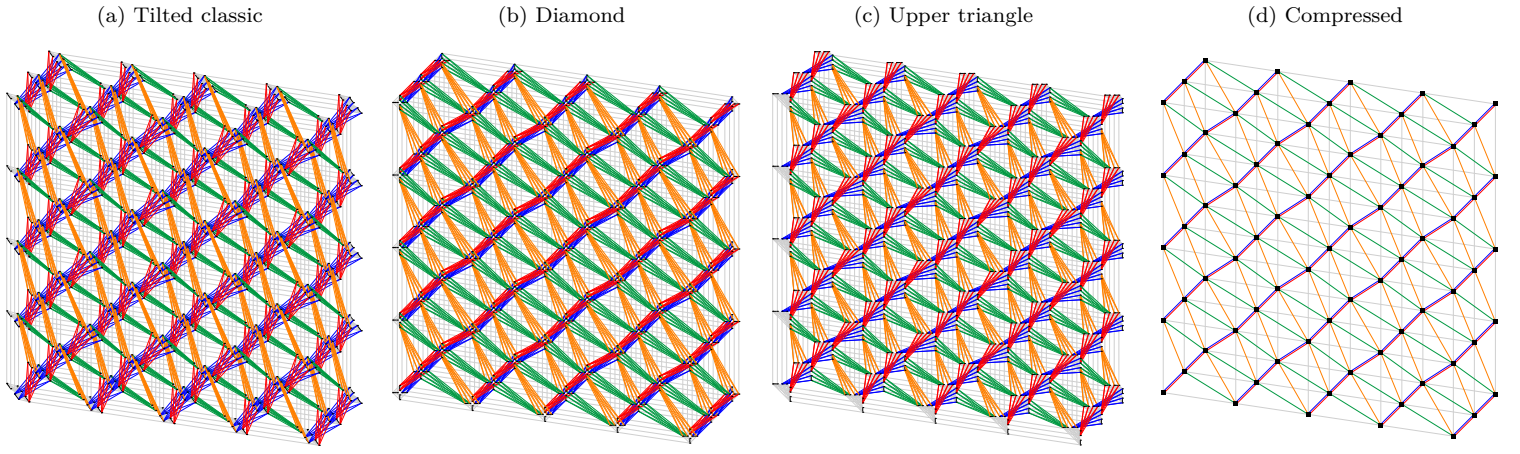 (a) Tilted classic
(b) Diamond
(c) Upper triangle
(d) Compressed